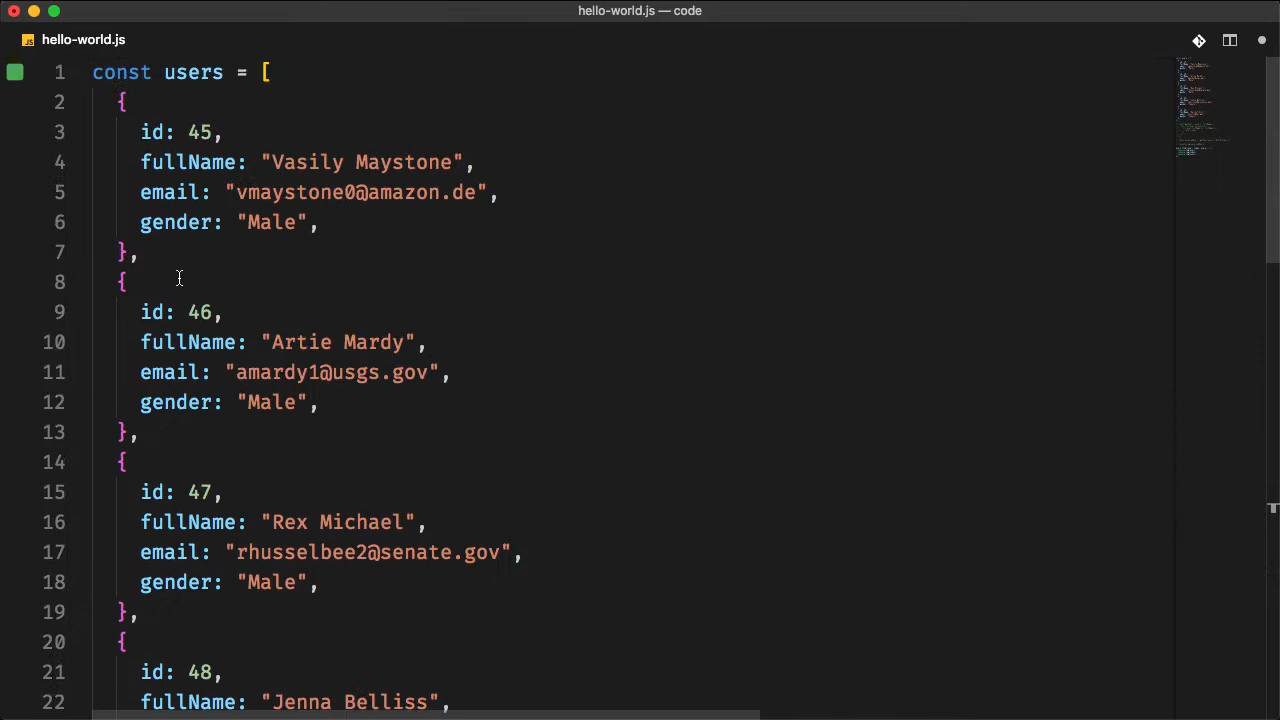 hello-world.js — code
JS hello-world.js
1 const users = [
2 {
3 id: 45,
4 fullName: "Vasily Maystone",
5 email: "vmaystone0@amazon.de",
6 gender: "Male",
7 },
8 {
9 id: 46,
10 fullName: "Artie Mardy",
11 email: "amardy1@usgs.gov",
12 gender: "Male",
13 },
14 {
15 id: 47,
16 fullName: "Rex Michael",
17 email: "rhusselbee2@senate.gov",
18 gender: "Male",
19 },
20 {
21 id: 48,
22 fullName: "Jenna Belliss",